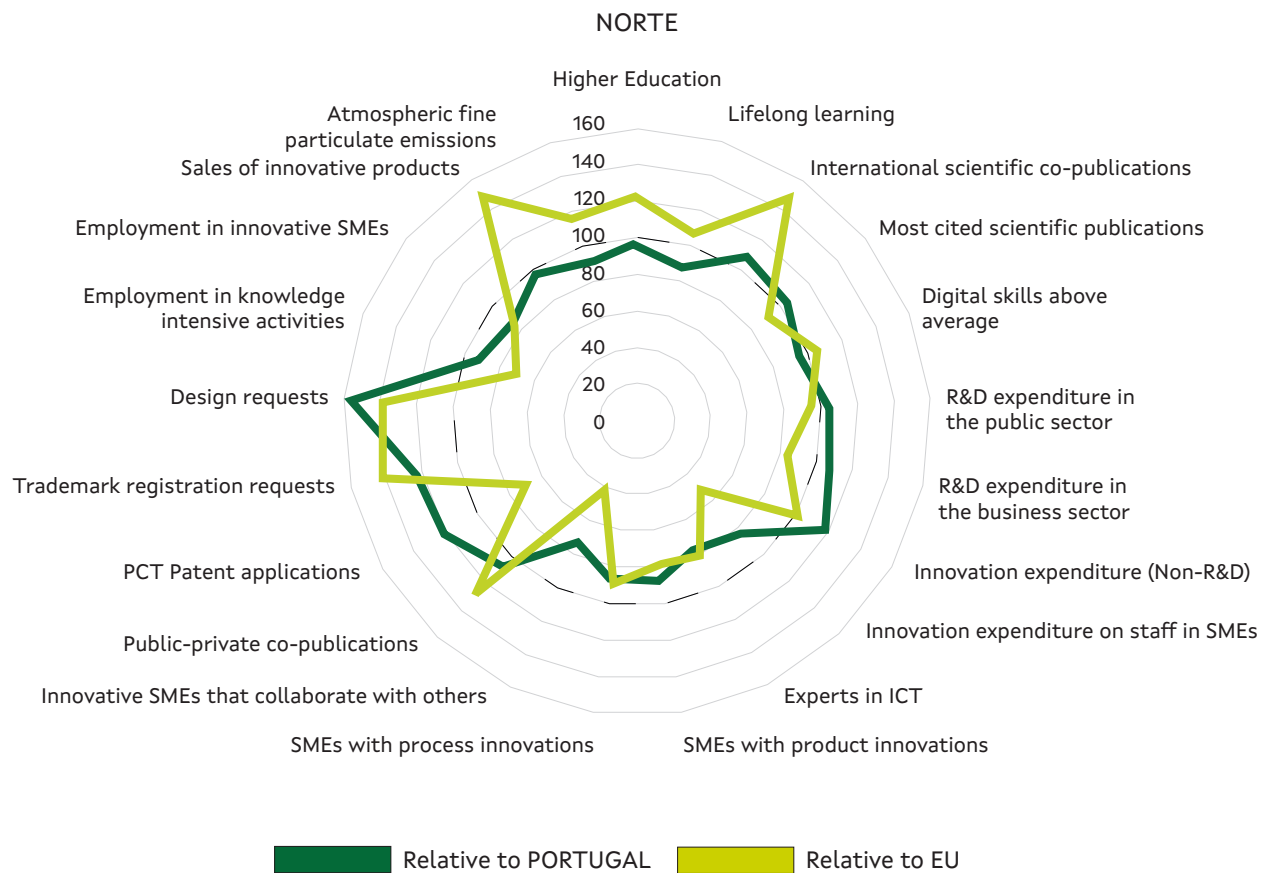 NORTE
Higher Education
Atmospheric fine
particulate emissions
Lifelong learning
Sales of innovative products
International scientific co-publications
Employment in innovative SMEs
Most cited scientific publications
Employment in knowledge
intensive activities
Digital skills above
average
Design requests
R&D expenditure in
the public sector
Trademark registration requests
R&D expenditure in
the business sector
PCT Patent applications
Innovation expenditure (Non-R&D)
Public-private co-publications
Innovation expenditure on staff in SMEs
Innovative SMEs that collaborate with others
Experts in ICT
SMEs with process innovations
SMEs with product innovations
160
140
120
100
80
60
40
20
0
Relative to PORTUGAL
Relative to EU